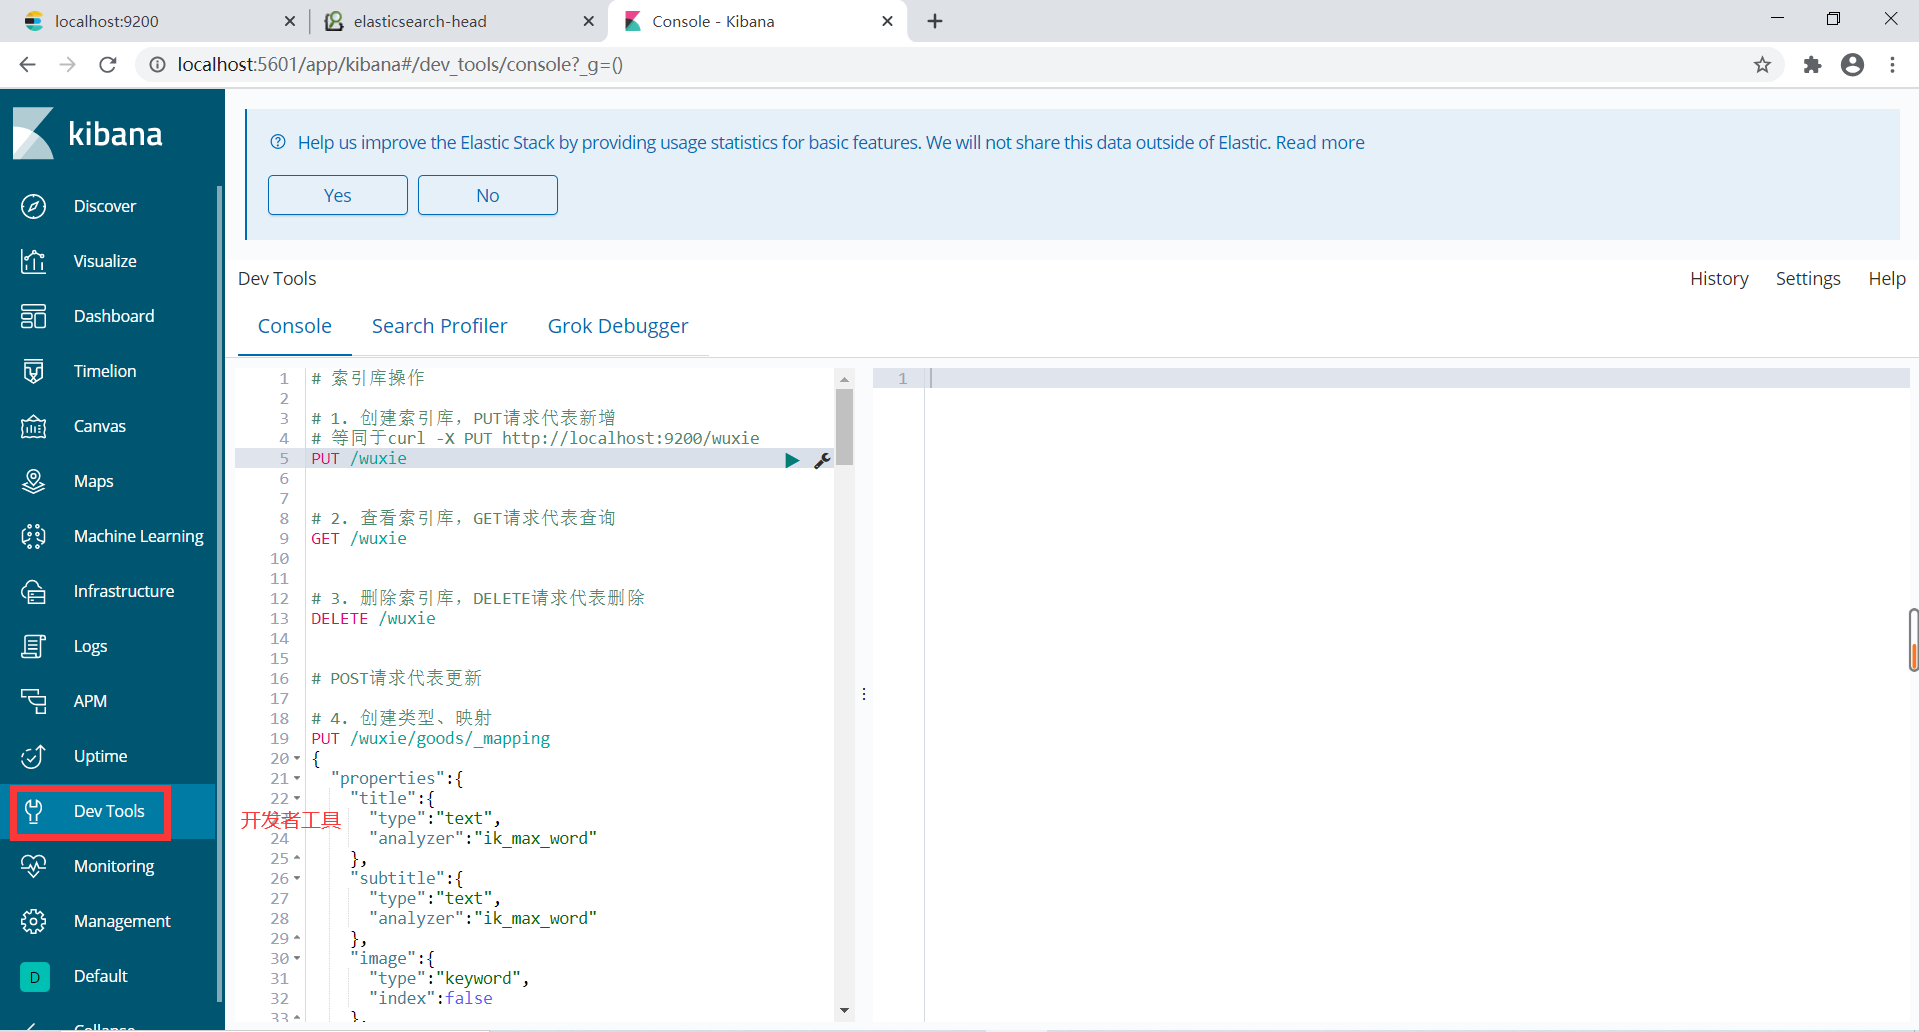 localhost:9200
elasticsearch-head
Console - Kibana
localhost:5601/app/kibana#/dev_tools/console?_g=()
kibana
Discover
Visualize
Dashboard
Timelion
Canvas
Maps
Machine Learning
Infrastructure
Logs
APM
Uptime
Dev Tools
Monitoring
Management
D Default
Collapse
Help us improve the Elastic Stack by providing usage statistics for basic features. We will not share this data outside of Elastic. Read more
Yes No
Dev Tools
History Settings Help
Console Search Profiler Grok Debugger
1 # 索引库操作
2
3 # 1. 创建索引库，PUT请求代表新增
4 # 等同于curl -X PUT http://localhost:9200/wuxie
5 PUT /wuxie
6
7
8 # 2. 查看索引库，GET请求代表查询
9 GET /wuxie
10
11
12 # 3. 删除索引库，DELETE请求代表删除
13 DELETE /wuxie
14
15
16 # POST请求代表更新
17
18 # 4. 创建类型、映射
19 PUT /wuxie/goods/_mapping
20 {
21 "properties":{
22 "title":{
开发者工具
"type":"text",
24 "analyzer":"ik_max_word"
25 },
26 "subtitle":{
27 "type":"text",
28 "analyzer":"ik_max_word"
29 },
30 "image":{
31 "type":"keyword",
32 "index":false
33 },
1